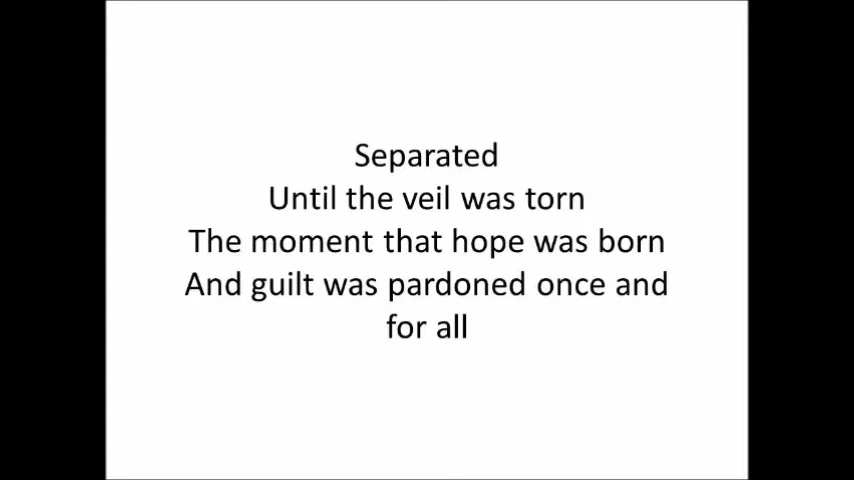 Separated
Until the veil was torn
The moment that hope was born
And guilt was pardoned once and
for all